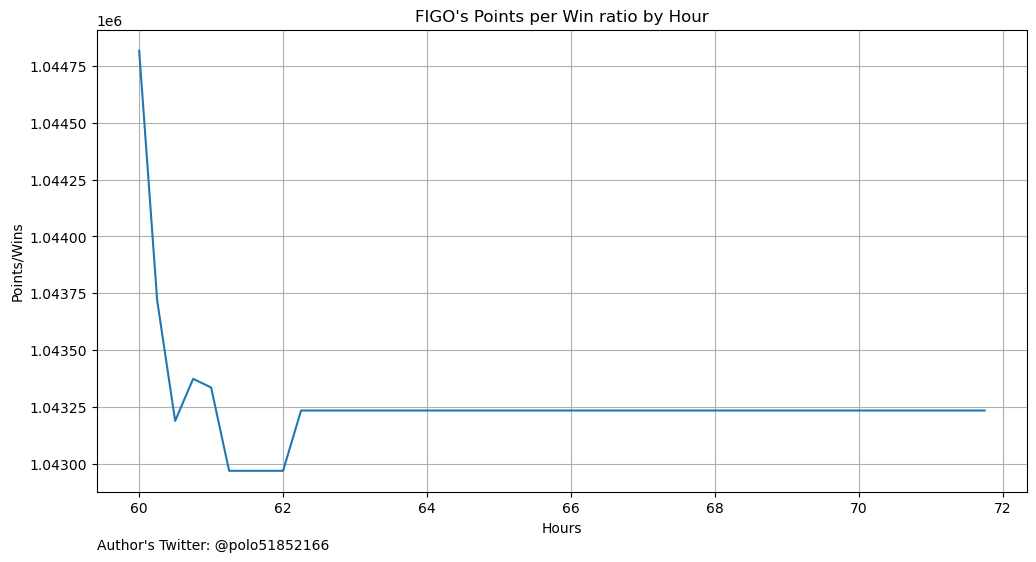 FIGO's Points per Win ratio by Hour
1e6
1.04475
1.04450
1.04425
1.04400
1.04375
1.04350
1.04325
1.04300
Points/Wins
60 62 64 66 68 70 72
Hours
Author's Twitter: @polo51852166